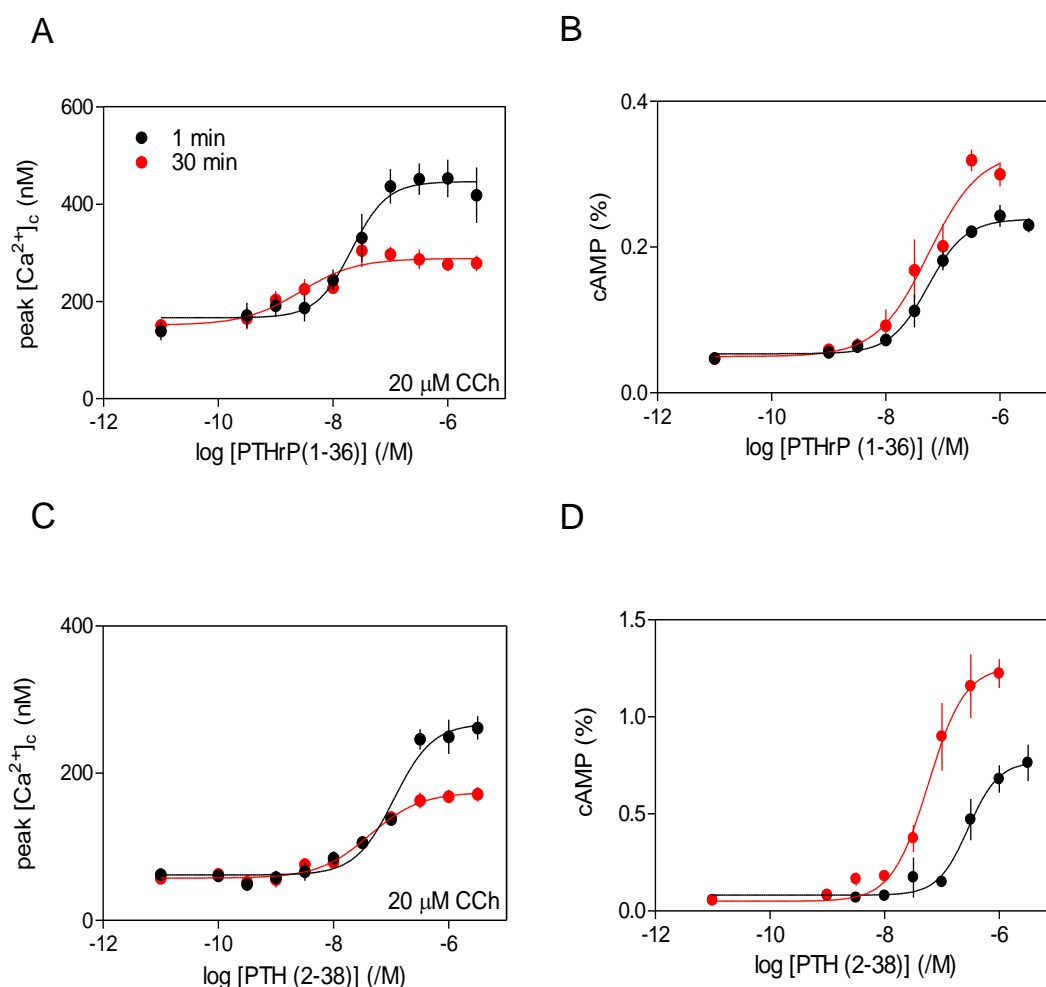 A
peak [Ca²⁺]c (nM)
600
400
200
0
1 min
30 min
20 μM CCh
-12
-10
-8
-6
log [PTHrP(1-36)] (/M)
B
cAMP (%)
0.4
0.2
0.0
-12
-10
-8
-6
log [PTHrP (1-36)] (/M)
C
peak [Ca²⁺]c (nM)
400
200
0
20 μM CCh
-12
-10
-8
-6
log [PTH (2-38)] (/M)
D
cAMP (%)
1.5
1.0
0.5
0.0
-12
-10
-8
-6
log [PTH (2-38)] (/M)